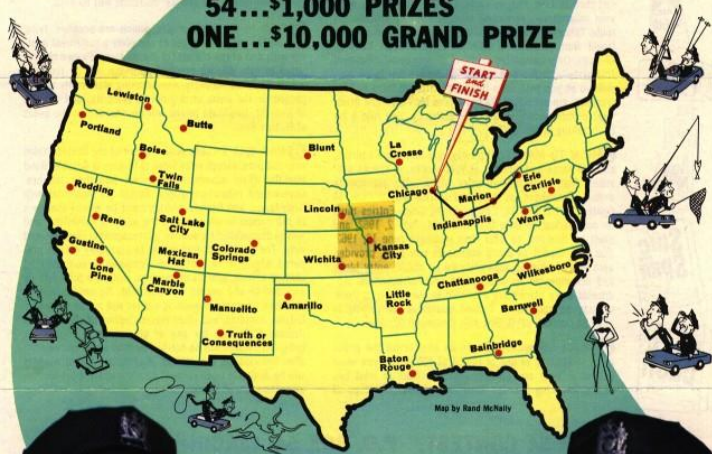 54...$1,000 PRIZES
ONE...$10,000 GRAND PRIZE
START
and
FINISH
Lewiston
Portland
Butte
Boise
Twin
Falls
Blunt
La
Crosse
Redding
Reno
Salt Lake
City
Lincoln
Chicago
Marion
Erie
Carlisle
Indianapolis
Wana
Gustine
Lone
Pine
Mexican
Hat
Colorado
Springs
Wichita
Kansas
City
Marble
Canyon
Chattanooga
Wilkesboro
Manuelito
Amarillo
Little
Rock
Barnwell
Truth or
Consequences
Bainbridge
Baton
Rouge
Map by Rand McNally